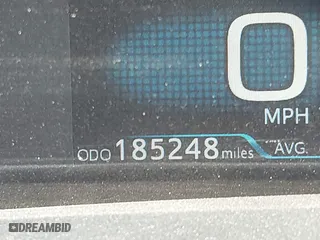 0
MPH
ODO 185248 miles
AVG.
DREAMBID